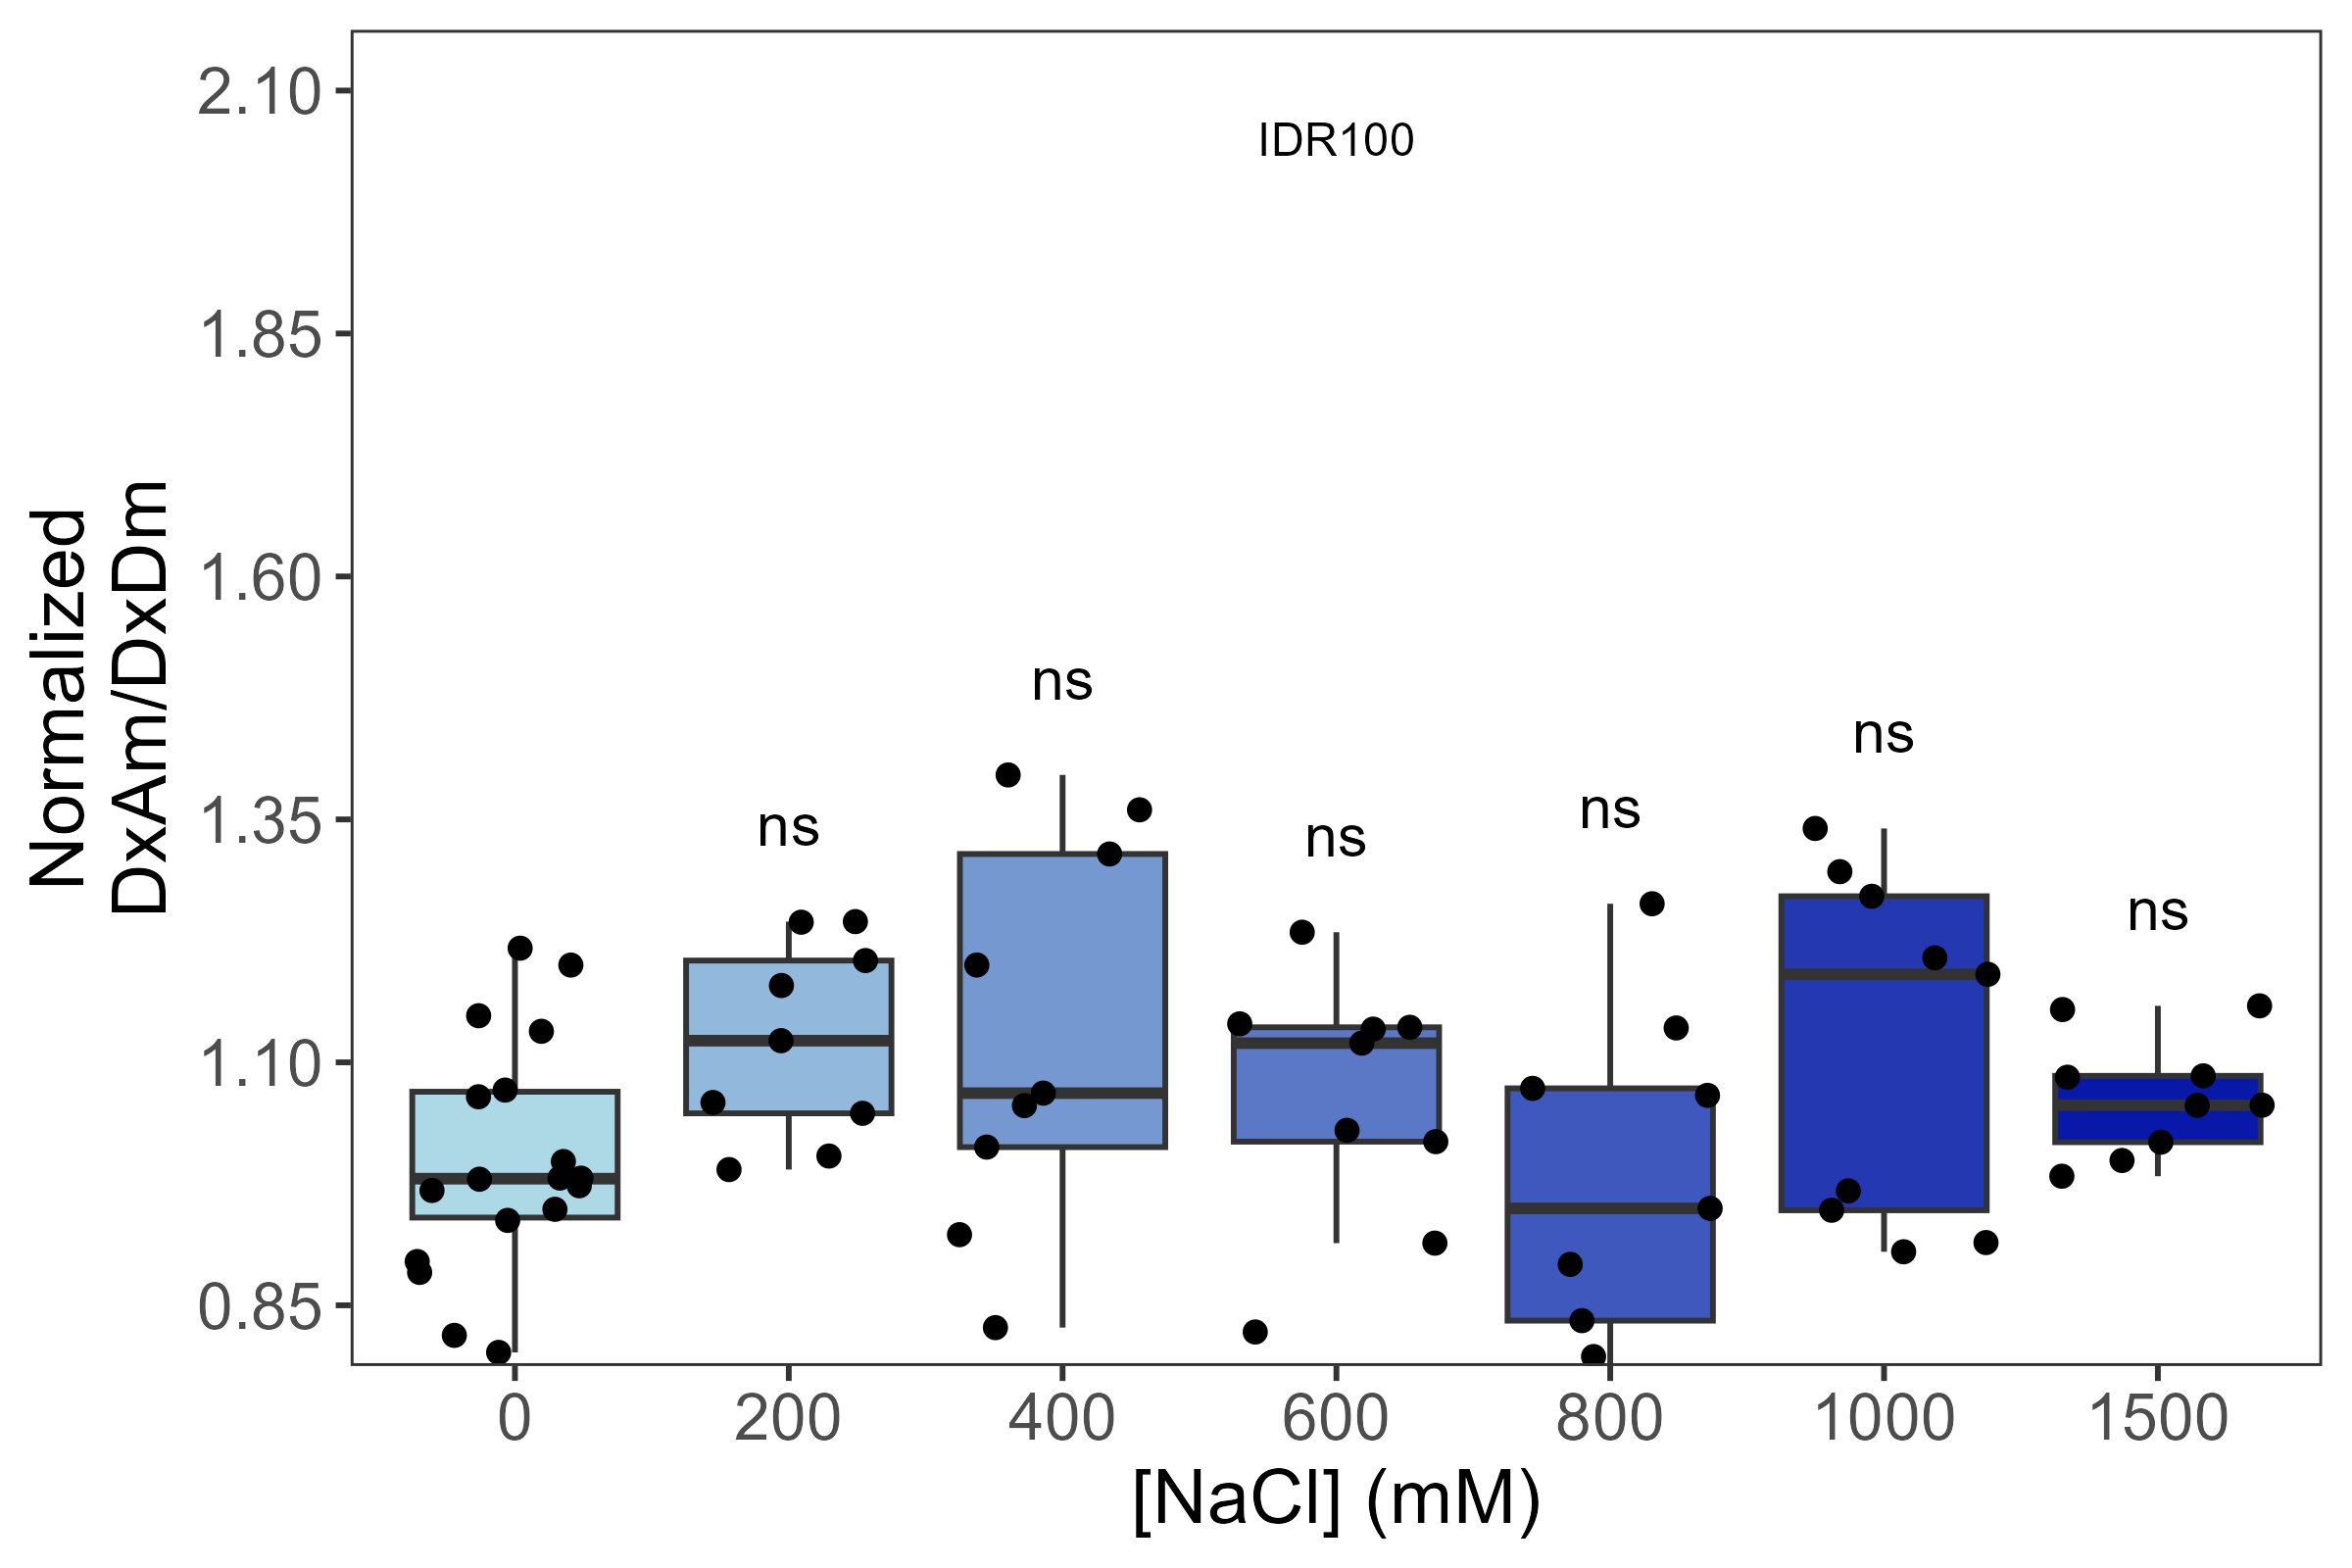 IDR100
Normalized
DxAm/DxDm
2.10
1.85
1.60
1.35
1.10
0.85
ns
ns
ns
ns
ns
ns
0
200
400
600
800
1000
1500
[NaCl] (mM)